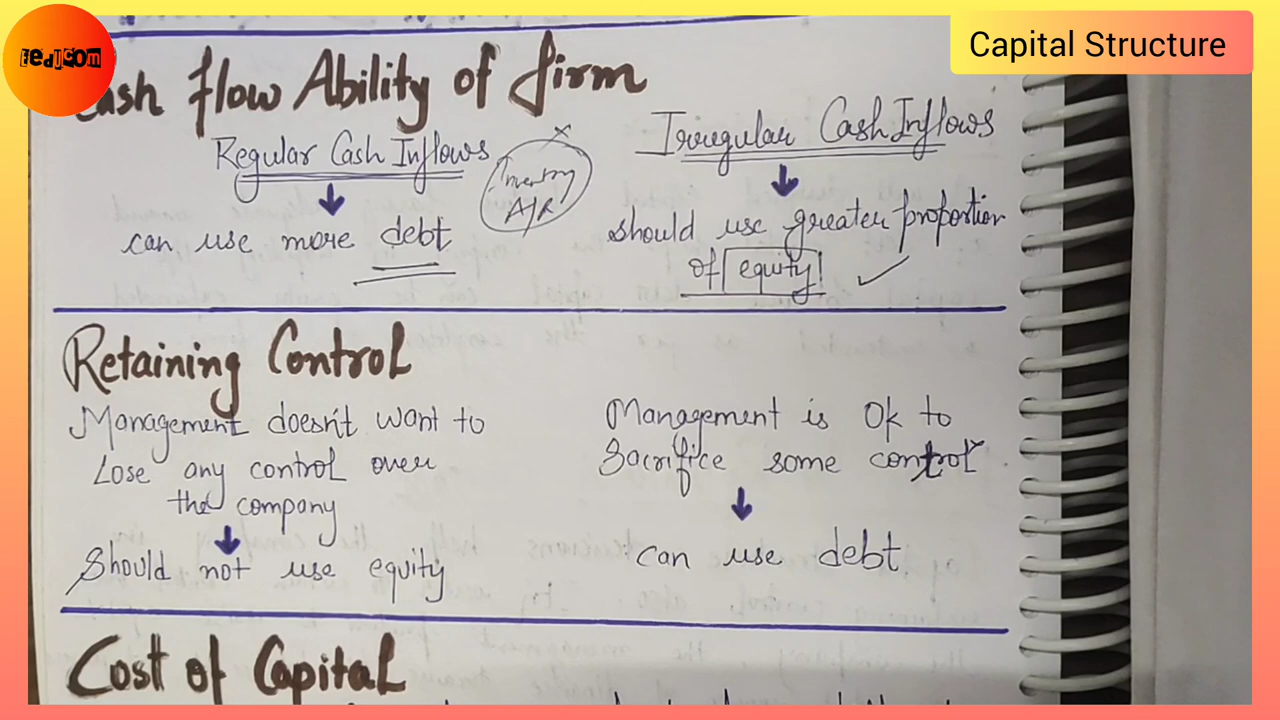 FedUCom
Capital Structure
Cash flow Ability of firm
Regular Cash Inflows
can use more debt
Inventory
A/R
Irregular Cash Inflows
should use greater proportion
of equity!
Retaining Control
Management doesn't want to
Lose any control over
the company
Should not use equity
Management is Ok to
Sacrifice some control
can use debt
Cost of Capital